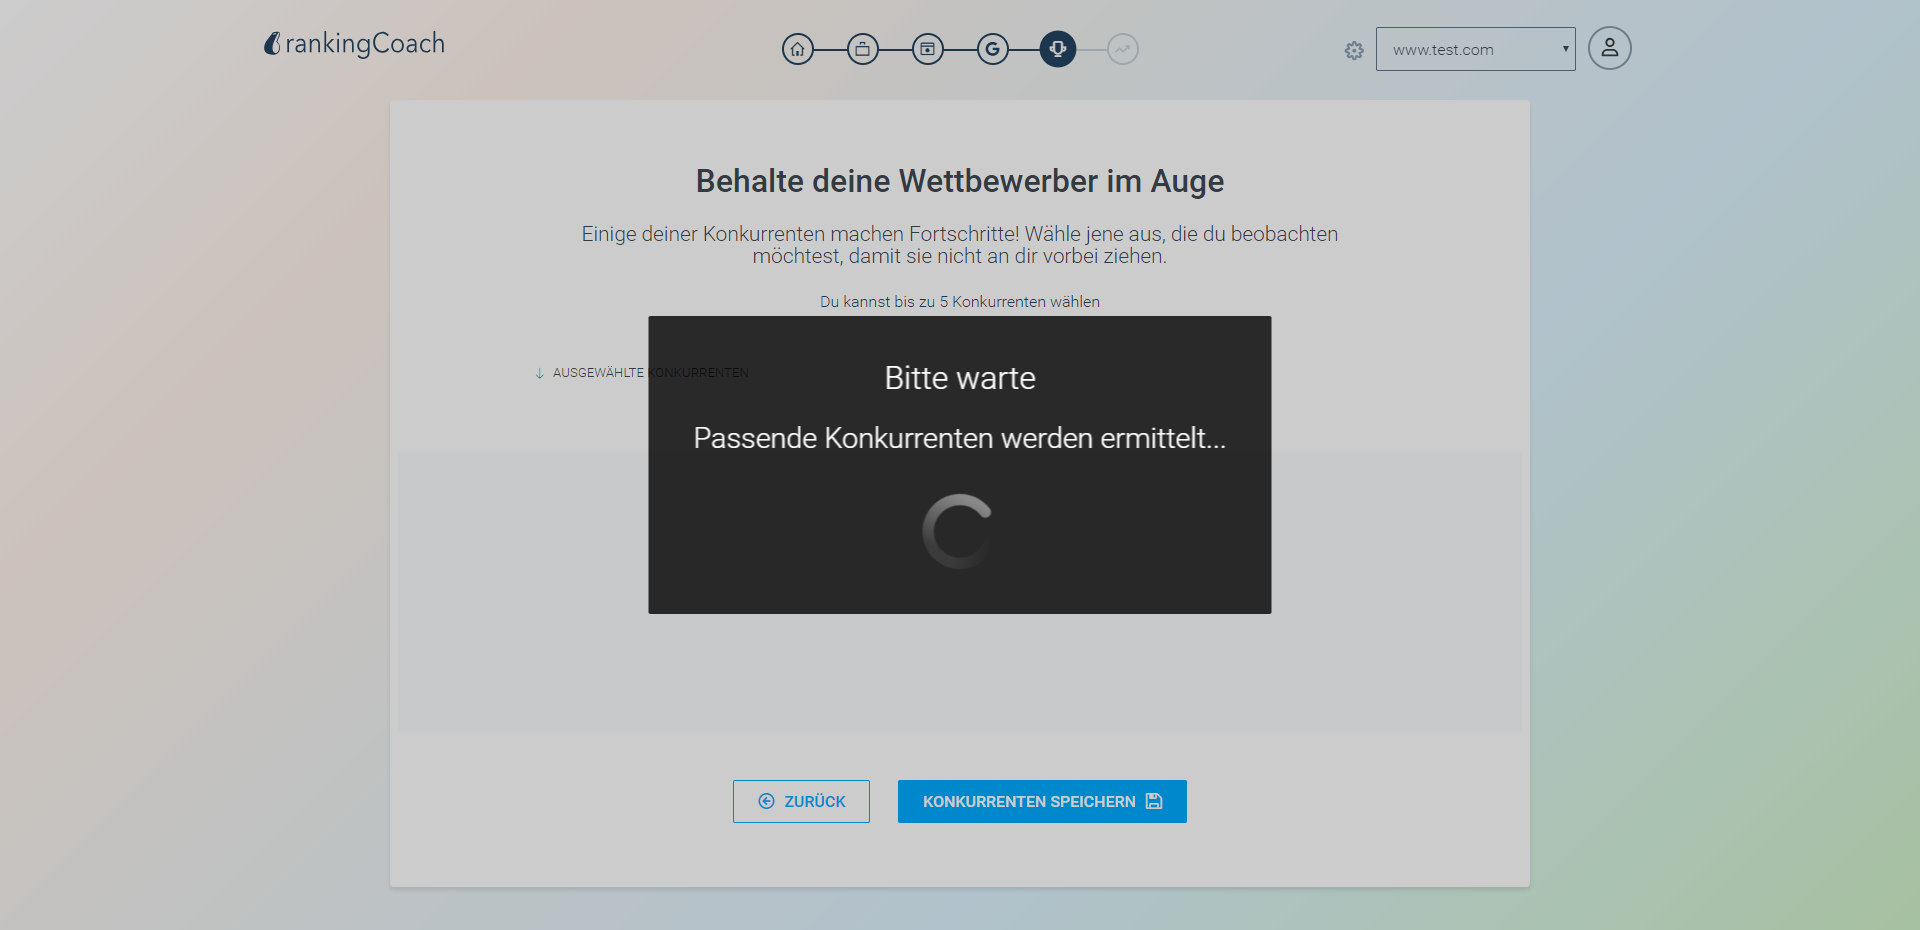 rankingCoach
www.test.com
Behalte deine Wettbewerber im Auge
Einige deiner Konkurrenten machen Fortschritte! Wähle jene aus, die du beobachten
möchtest, damit sie nicht an dir vorbei ziehen.
Du kannst bis zu 5 Konkurrenten wählen
AUSGEWÄHLTE KONKURRENTEN
Bitte warte
Passende Konkurrenten werden ermittelt...
ZURÜCK
KONKURRENTEN SPEICHERN